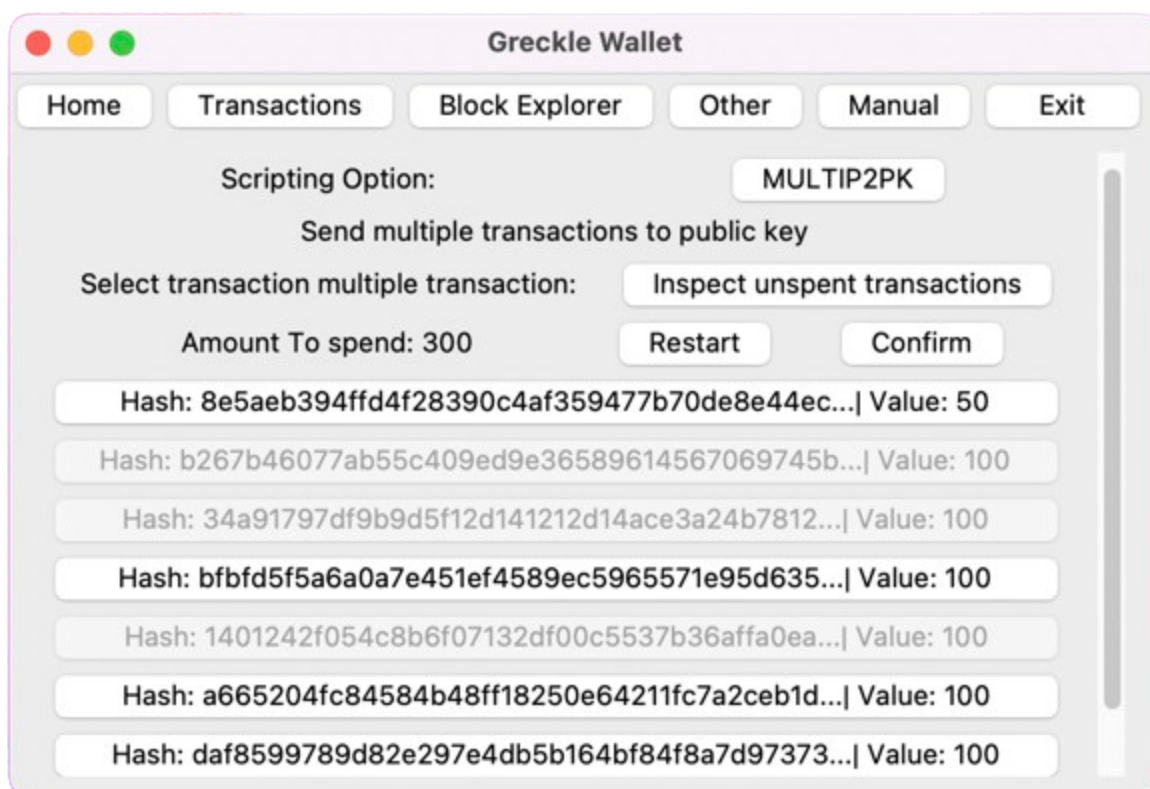 Greckle Wallet
Home Transactions Block Explorer Other Manual Exit
Scripting Option: MULTIP2PK
Send multiple transactions to public key
Select transaction multiple transaction: Inspect unspent transactions
Amount To spend: 300 Restart Confirm
Hash: 8e5aeb394ffd4f28390c4af359477b70de8e44ec...| Value: 50
Hash: b267b46077ab55c409ed9e36589614567069745b...| Value: 100
Hash: 34a91797df9b9d5f12d141212d14ace3a24b7812...| Value: 100
Hash: bfbfd5f5a6a0a7e451ef4589ec5965571e95d635...| Value: 100
Hash: 1401242f054c8b6f07132df00c5537b36affa0ea...| Value: 100
Hash: a665204fc84584b48ff18250e64211fc7a2ceb1d...| Value: 100
Hash: daf8599789d82e297e4db5b164bf84f8a7d97373...| Value: 100